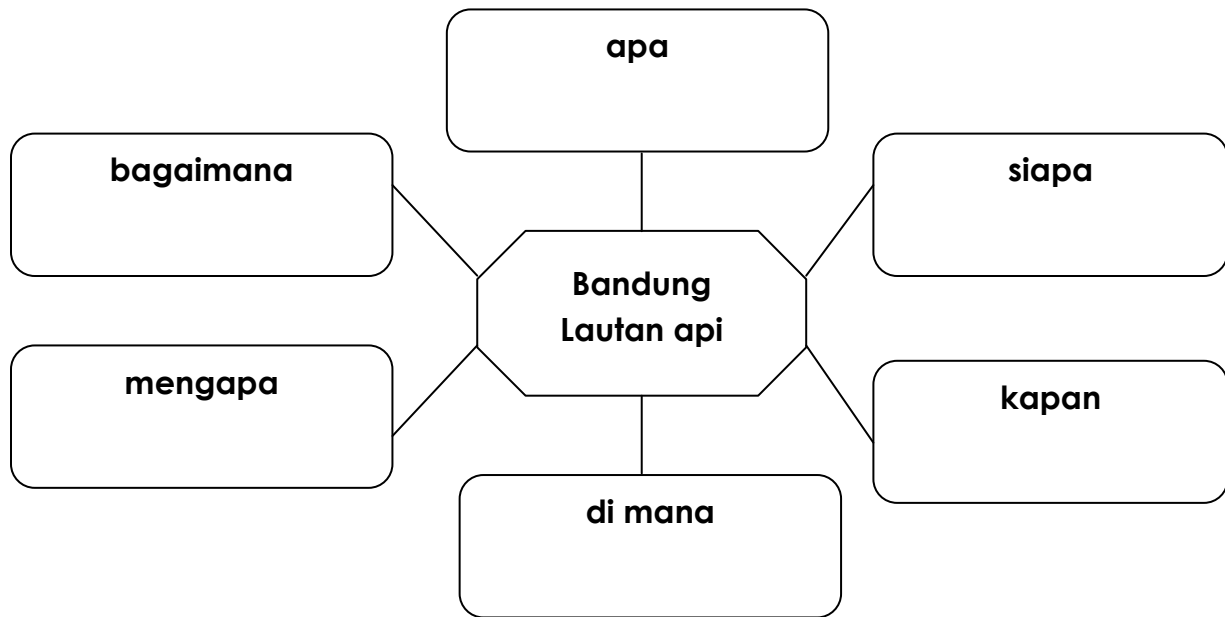 apa
bagaimana
siapa
Bandung
Lautan api
mengapa
kapan
di mana